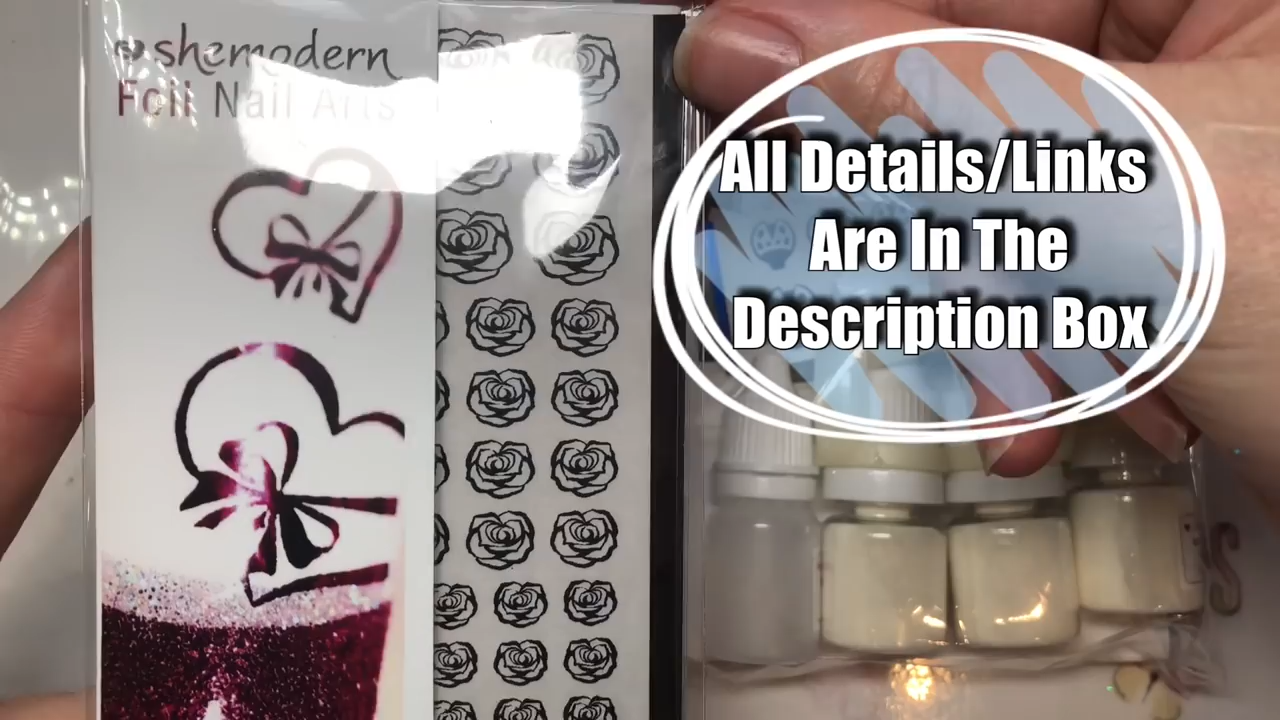 shemodern
Foil Nail Arts
All Details/Links
Are In The
Description Box